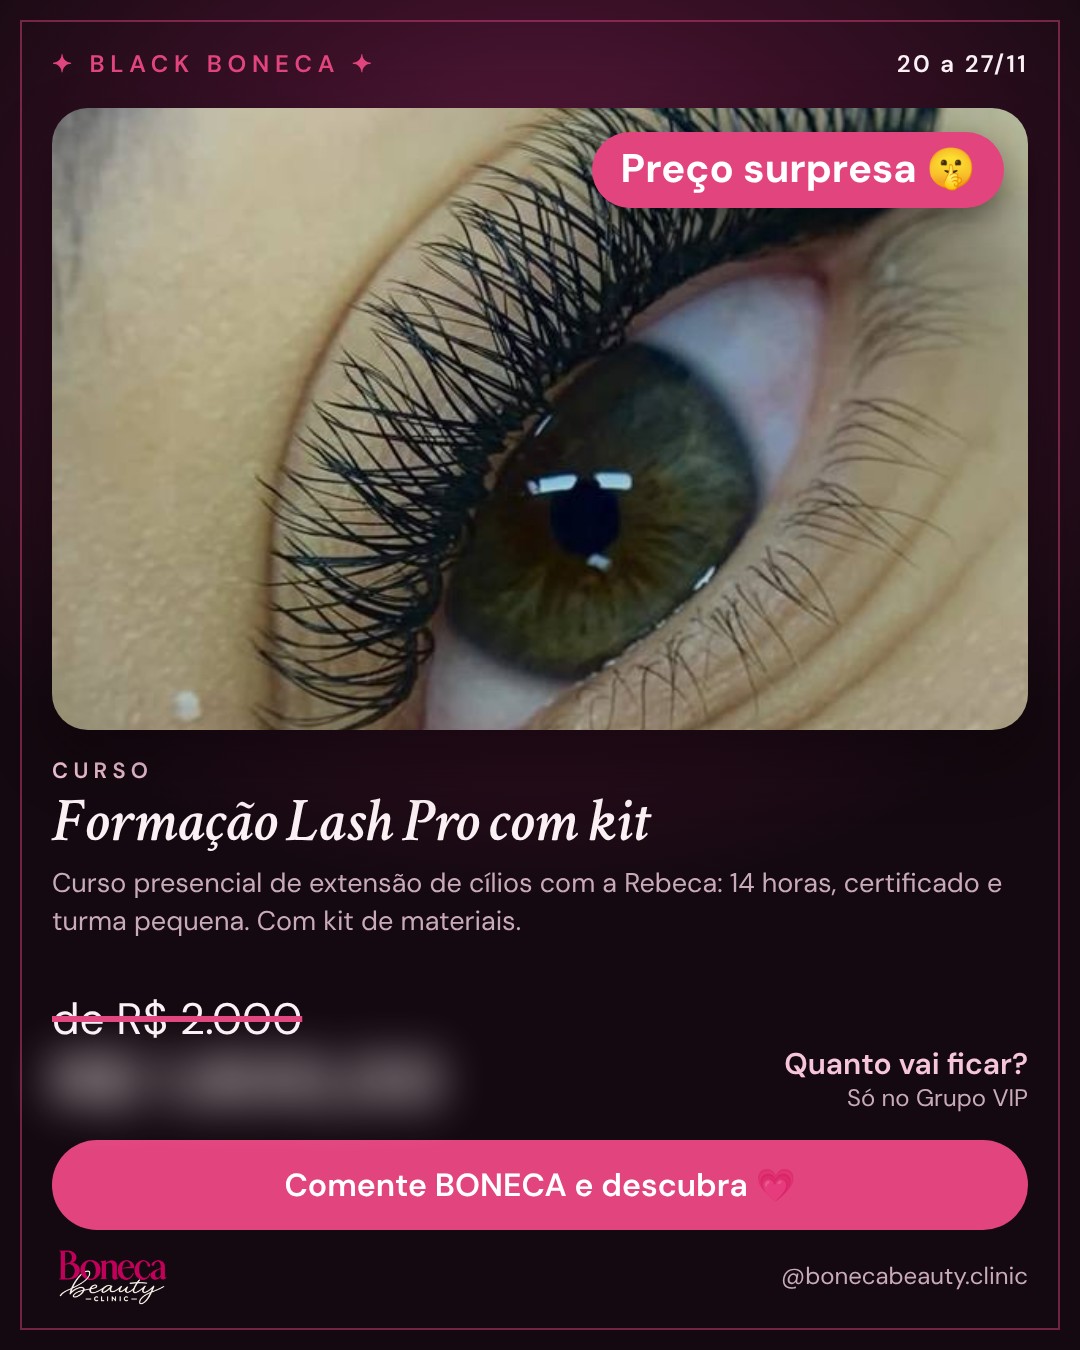 ✦ BLACK BONECA ✦
20 a 27/11
Preço surpresa 🤫
CURSO
Formação Lash Pro com kit
Curso presencial de extensão de cílios com a Rebeca: 14 horas, certificado e
turma pequena. Com kit de materiais.
de R$ 2.000
Quanto vai ficar?
Só no Grupo VIP
Comente BONECA e descubra 💗
Boneca
beauty
CLINIC
@bonecabeauty.clinic